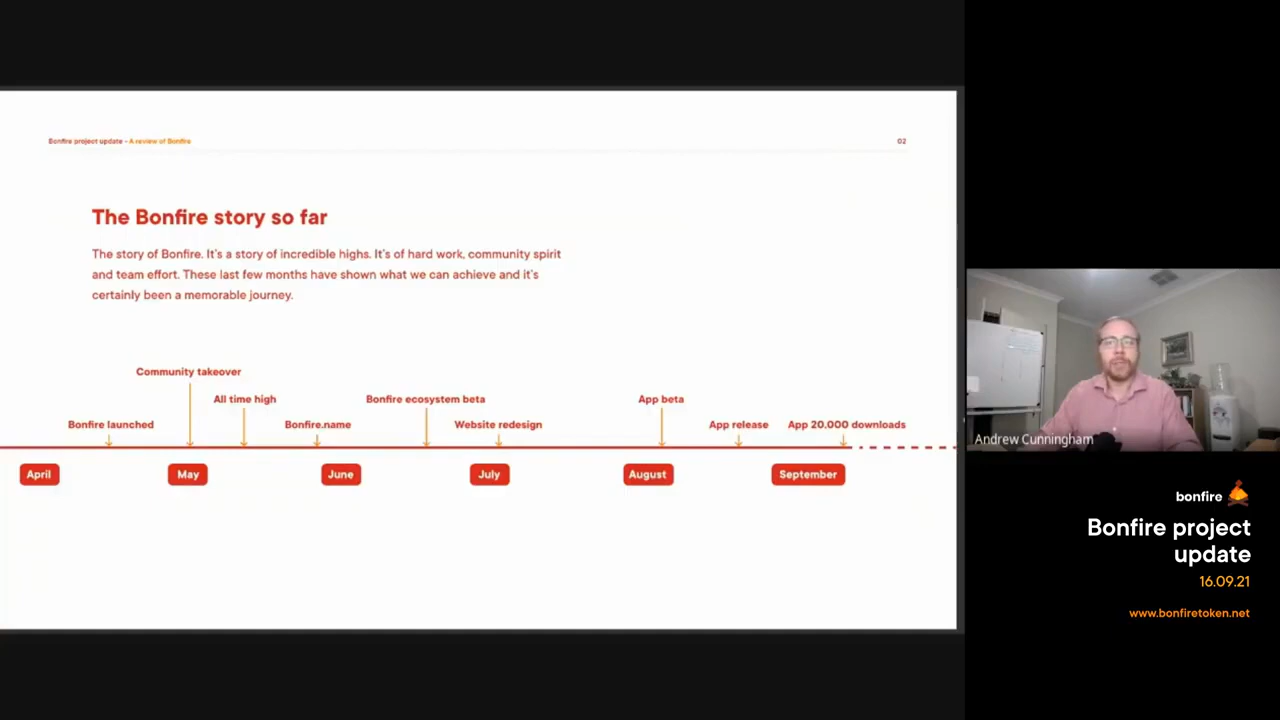 Bonfire project update - A review of Bonfire
02
The Bonfire story so far
The story of Bonfire. It's a story of incredible highs. It's of hard work, community spirit
and team effort. These last few months have shown what we can achieve and it's
certainly been a memorable journey.
Community takeover
All time high
Bonfire ecosystem beta
App beta
Bonfire launched
Bonfire.name
Website redesign
App release
App 20.000 downloads
April
May
June
July
August
September
Andrew Cunningham
bonfire
Bonfire project
update
16.09.21
www.bonfiretoken.net